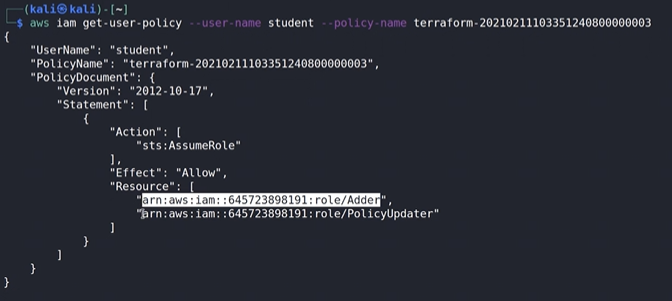 (kali㉿kali)-[~]
$ aws iam get-user-policy --user-name student --policy-name terraform-20210211103351240800000003
{
"UserName": "student",
"PolicyName": "terraform-20210211103351240800000003",
"PolicyDocument": {
"Version": "2012-10-17",
"Statement": [
{
"Action": [
"sts:AssumeRole"
],
"Effect": "Allow",
"Resource": [
"arn:aws:iam::645723898191:role/Adder",
"arn:aws:iam::645723898191:role/PolicyUpdater"
]
}
]
}
}